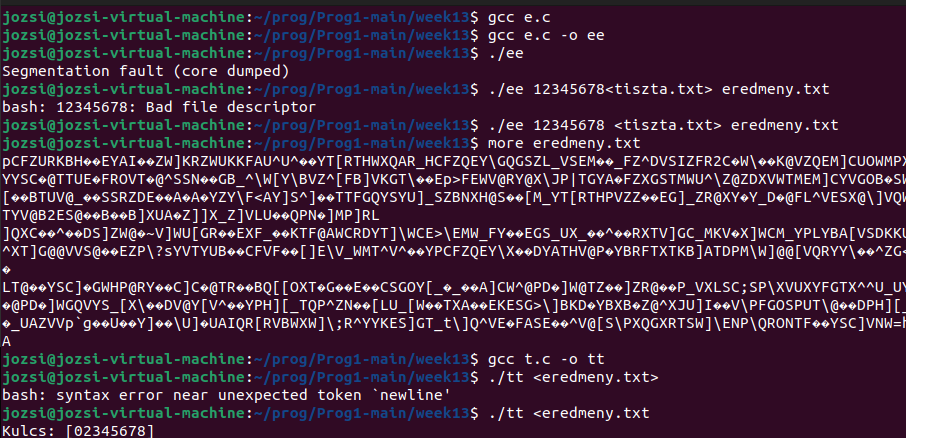 jozsi@jozsi-virtual-machine:~/prog/Prog1-main/week13$ gcc e.c
jozsi@jozsi-virtual-machine:~/prog/Prog1-main/week13$ gcc e.c -o ee
jozsi@jozsi-virtual-machine:~/prog/Prog1-main/week13$ ./ee
Segmentation fault (core dumped)
jozsi@jozsi-virtual-machine:~/prog/Prog1-main/week13$ ./ee 12345678<tiszta.txt> eredmeny.txt
bash: 12345678: Bad file descriptor
jozsi@jozsi-virtual-machine:~/prog/Prog1-main/week13$ ./ee 12345678 <tiszta.txt> eredmeny.txt
jozsi@jozsi-virtual-machine:~/prog/Prog1-main/week13$ more eredmeny.txt
pCFZURKBH��EYAI��ZW]KRZWUKKFAU^U^��YT[RTHWXQAR_HCFZQEY\GQGSZL_VSEM��_FZ^DVSIZFR2C�W\��K@VZQEM]CUOWMPX
YYSC�@TTUE�FROVT�@^SSN��GB_^\W[Y\BVZ^[FB]VKGT\��Ep>FEWV@RY@X\JP|TGYA�FZXGSTMWU^\Z@ZDXVWTMEM]CYVGOB�SW
[��BTUV@_��SSRZDE��A�A�YZY\F<AY]S^]��TTFGQYSYU]_SZBNXH@S��[M_YT[RTHPVZZ��EG]_ZR@XY�Y_D�@FL^VESX@\]VQW
TYV@B2ES@��B��B]XUA�Z]]X_Z]VLU��QPN�]MP]RL
]QXC��^��DS]ZW@�~V]WU[GR��EXF_��KTF@AWCRDYT]\WCE>\EMW_FY��EGS_UX_��^��RXTV]GC_MKV�X]WCM_YPLYBA[VSDKKU
^XT]G@@VVS@��EZP\?sYVTYUB��CFVF��[]E\V_WMT^V^��YPCFZQEY\X��DYATHV@P�YBRFTXTKB]ATDPM\W]@@[VQRYY\��^ZG<
�
LT@��YSC]�GWHP@RY��C]C�@TR��BQ[[OXT�G��E��CSGOY[_�_��A]CW^@PD�]W@TZ��]ZR@��P_VXLSC;SP\XVUXYFGTX^^U_UY
�@PD�]WGQVYS_[X\��DV@Y[V^��YPH][_TQP^ZN��[LU_[W��TXA��EKESG>\]BKD�YBXB�Z@^XJU]I��V\PFGOSPUT\@��DPH][_
�_UAZVVp`g��U��Y]��\U]�UAIQR[RVBWXW]\;R^YYKES]GT_t\]Q^VE�FASE��^V@[S\PXQGXRTSW]\ENP\QRONTF��YSC]VNW=h
A
jozsi@jozsi-virtual-machine:~/prog/Prog1-main/week13$ gcc t.c -o tt
jozsi@jozsi-virtual-machine:~/prog/Prog1-main/week13$ ./tt <eredmeny.txt>
bash: syntax error near unexpected token `newline'
jozsi@jozsi-virtual-machine:~/prog/Prog1-main/week13$ ./tt <eredmeny.txt
Kulcs: [02345678]